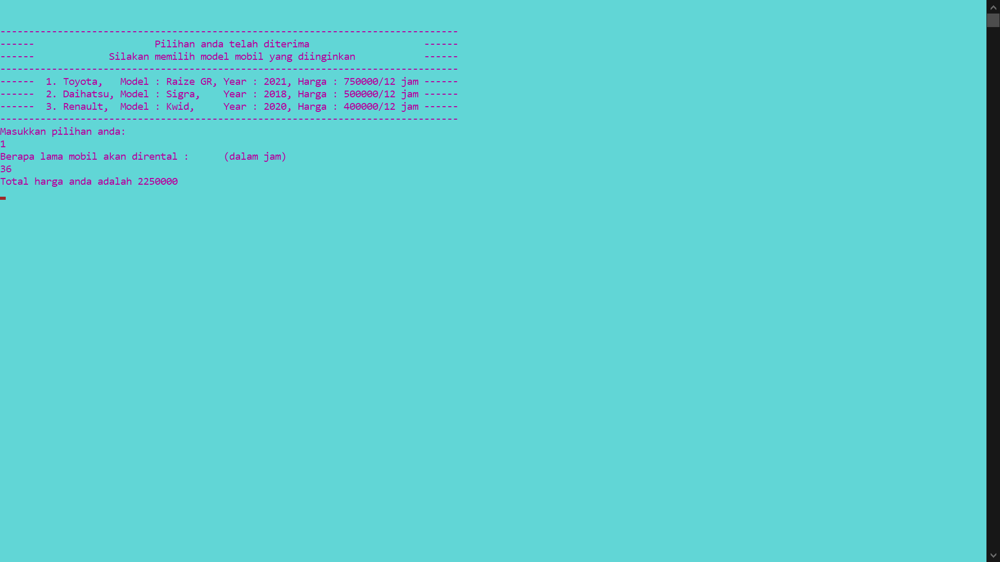 --------------------------------------------------------------------------------
------                     Pilihan anda telah diterima                    ------
------             Silakan memilih model mobil yang diinginkan            ------
--------------------------------------------------------------------------------
------  1. Toyota,   Model : Raize GR, Year : 2021, Harga : 750000/12 jam ------
------  2. Daihatsu, Model : Sigra,    Year : 2018, Harga : 500000/12 jam ------
------  3. Renault,  Model : Kwid,     Year : 2020, Harga : 400000/12 jam ------
--------------------------------------------------------------------------------
Masukkan pilihan anda:
1
Berapa lama mobil akan dirental :      (dalam jam)
36
Total harga anda adalah 2250000